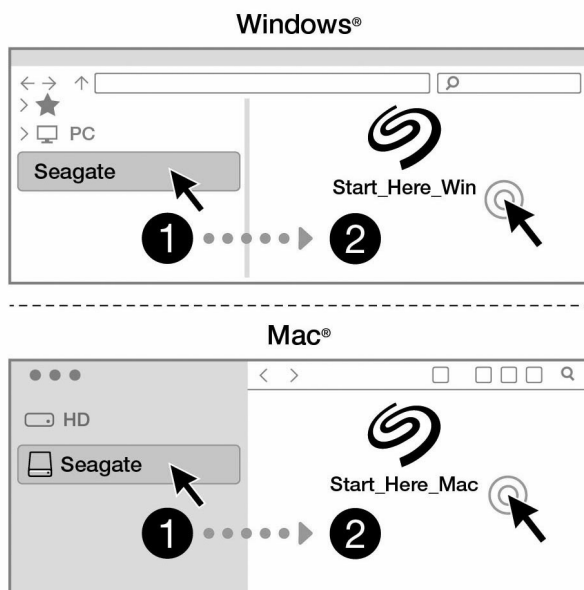 Windows®
PC
Seagate
Start_Here_Win
1
2
Mac®
HD
Seagate
Start_Here_Mac
1
2